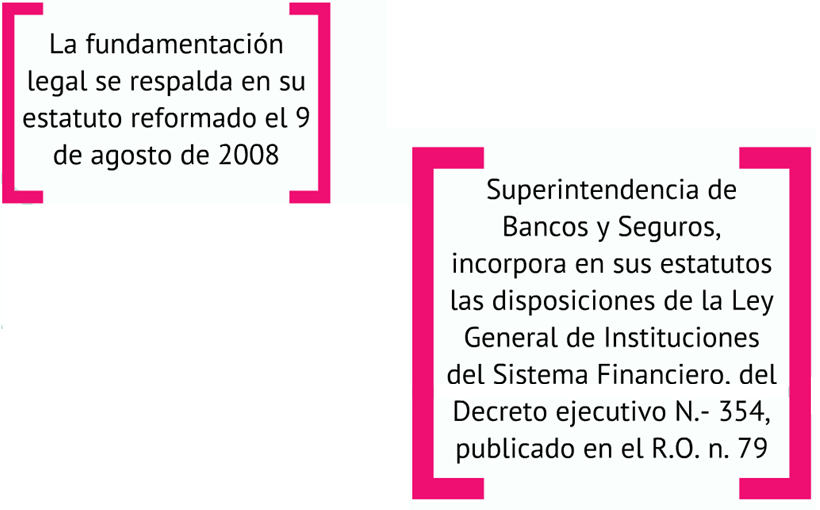 La fundamentación
legal se respalda en su
estatuto reformado el 9
de agosto de 2008
Superintendencia de
Bancos y Seguros,
incorpora en sus estatutos
las disposiciones de la Ley
General de Instituciones
del Sistema Financiero, del
Decreto ejecutivo N.- 354,
publicado en el R.O. n. 79